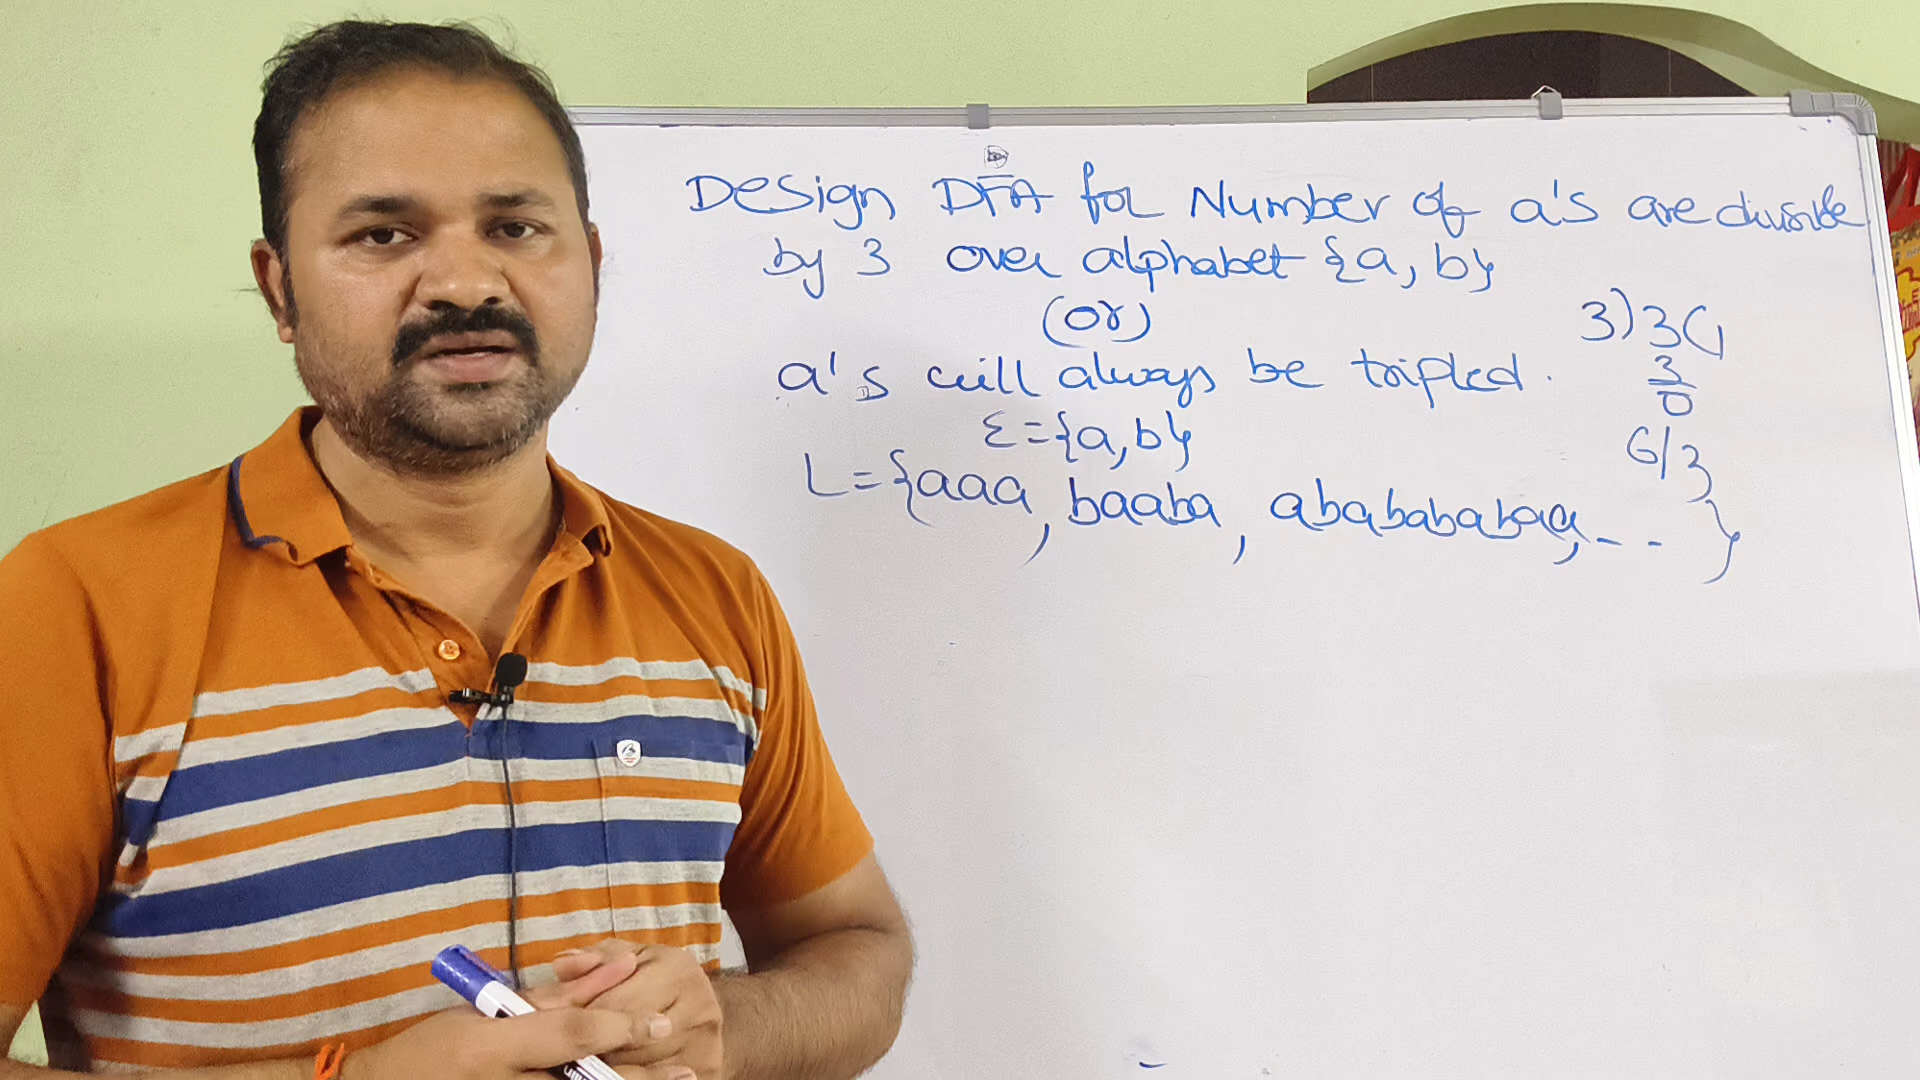 Design DFA for Number of a's are divisible
by 3 over alphabet {a, b}
(or)
a's will always be tripled.
Σ={a,b}
L={aaa, baaba, ababababaa, - - }
3)3(1
3
0
6/3